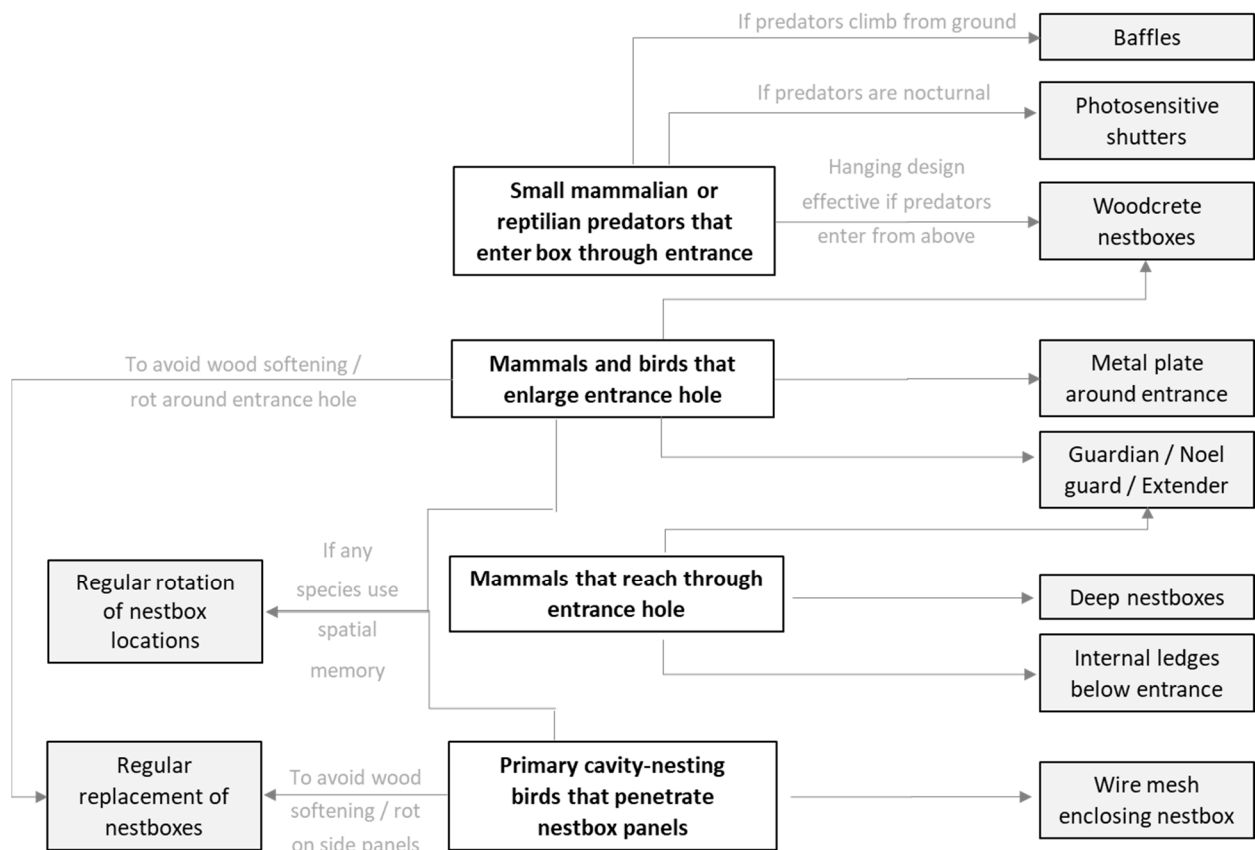 If predators climb from ground
Baffles
If predators are nocturnal
Photosensitive
shutters
Small mammalian or
reptilian predators that
enter box through entrance
Hanging design
effective if predators
enter from above
Woodcrete
nestboxes
To avoid wood softening /
rot around entrance hole
Mammals and birds that
enlarge entrance hole
Metal plate
around entrance
Guardian / Noel
guard / Extender
Regular rotation
of nestbox
locations
If any
species use
spatial
memory
Mammals that reach through
entrance hole
Deep nestboxes
Internal ledges
below entrance
Regular
replacement of
nestboxes
To avoid wood
softening / rot
on side panels
Primary cavity-nesting
birds that penetrate
nestbox panels
Wire mesh
enclosing nestbox